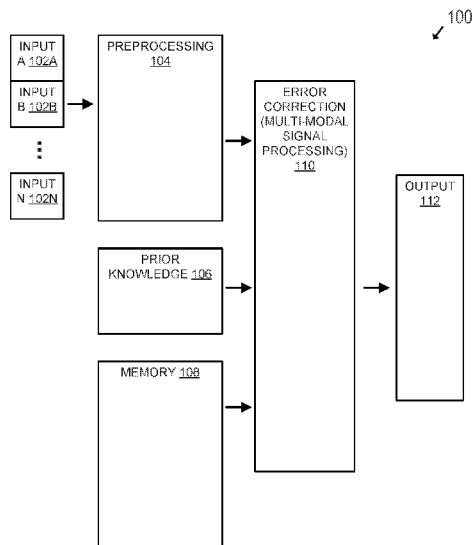 100
INPUT
A 102A
INPUT
B 102B
INPUT
N 102N
PREPROCESSING
104
PRIOR
KNOWLEDGE 106
MEMORY 108
ERROR
CORRECTION
(MULTI-MODAL
SIGNAL
PROCESSING)
110
OUTPUT
112